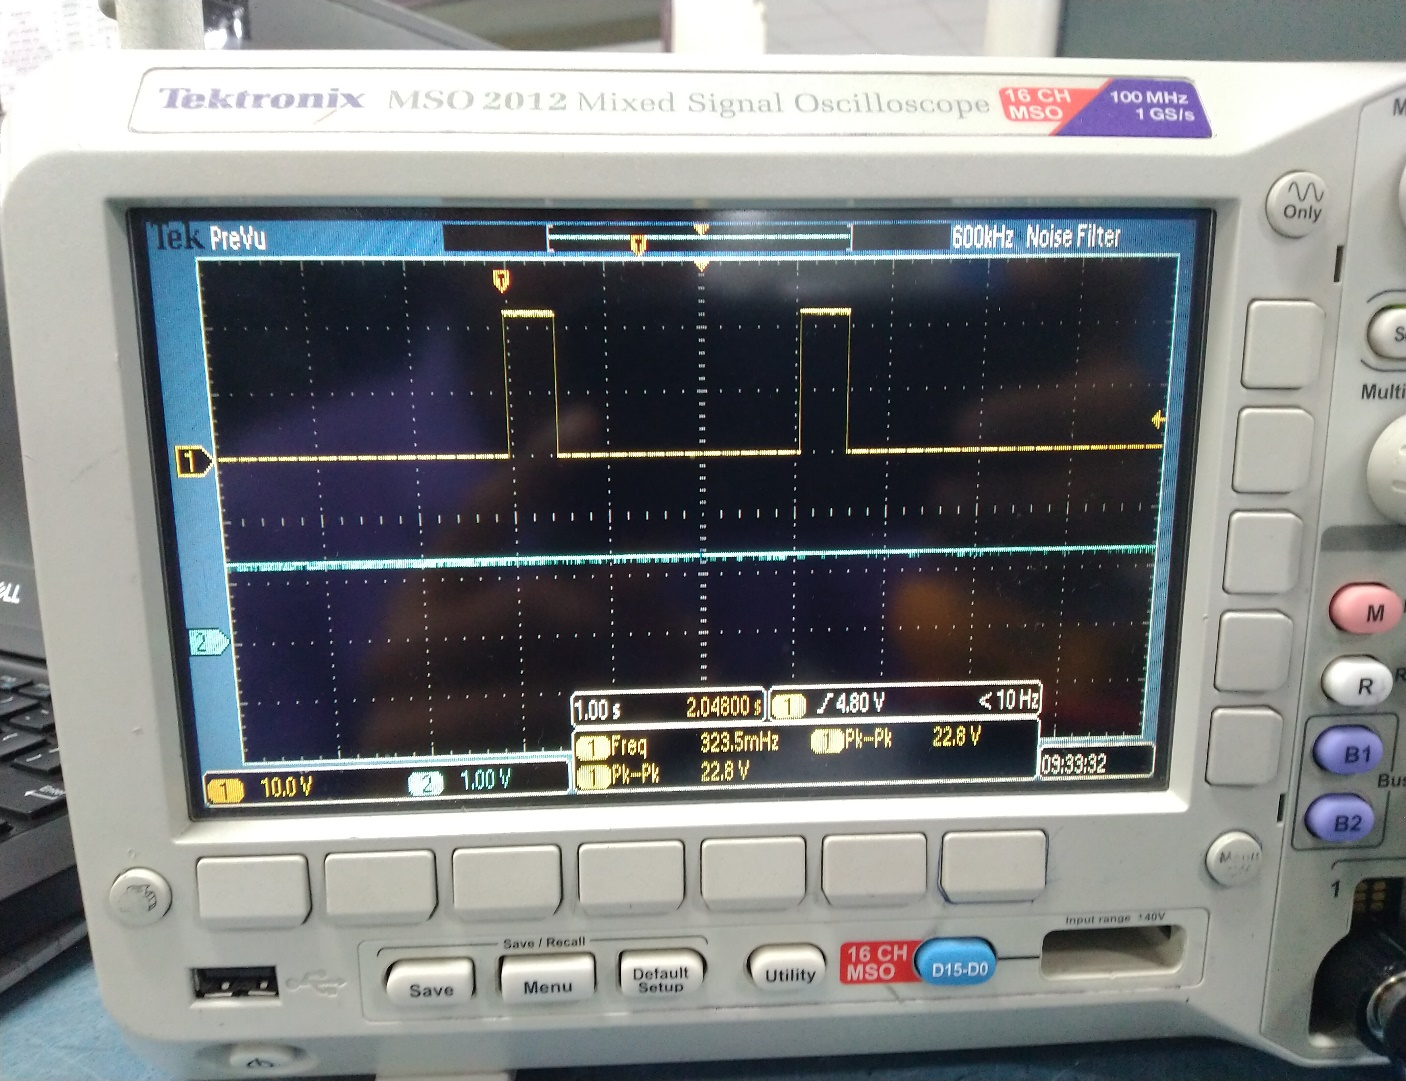 Tektronix MSO 2012 Mixed Signal Oscilloscope 16 CH MSO 100 MHz 1 GS/s
Only
Tek PreVu 600kHz Noise Filter
T
T
1
2
1.00 s 2.04800 s 1 4.80 V < 10 Hz
1 Freq 323.5mHz 1 Pk-Pk 22.8 V
1 Pk-Pk 22.8 V
1 10.0 V 2 1.00 V
09:33:32
Multi
M
R
B1
B2
Bus
1
Save / Recall
Save
Menu
Default Setup
Utility
16 CH MSO
D15-D0
Input range ±40V